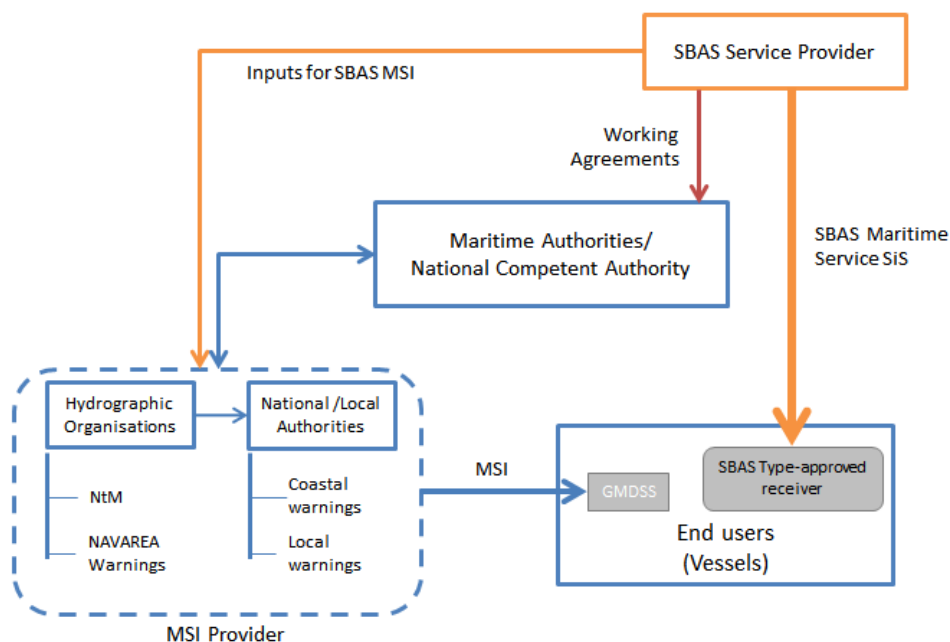 SBAS Service Provider
Inputs for SBAS MSI
Working
Agreements
Maritime Authorities/
National Competent Authority
SBAS Maritime
Service SiS
Hydrographic
Organisations
National /Local
Authorities
NtM
NAVAREA
Warnings
Coastal
warnings
Local
warnings
MSI
GMDSS
SBAS Type-approved
receiver
End users
(Vessels)
MSI Provider